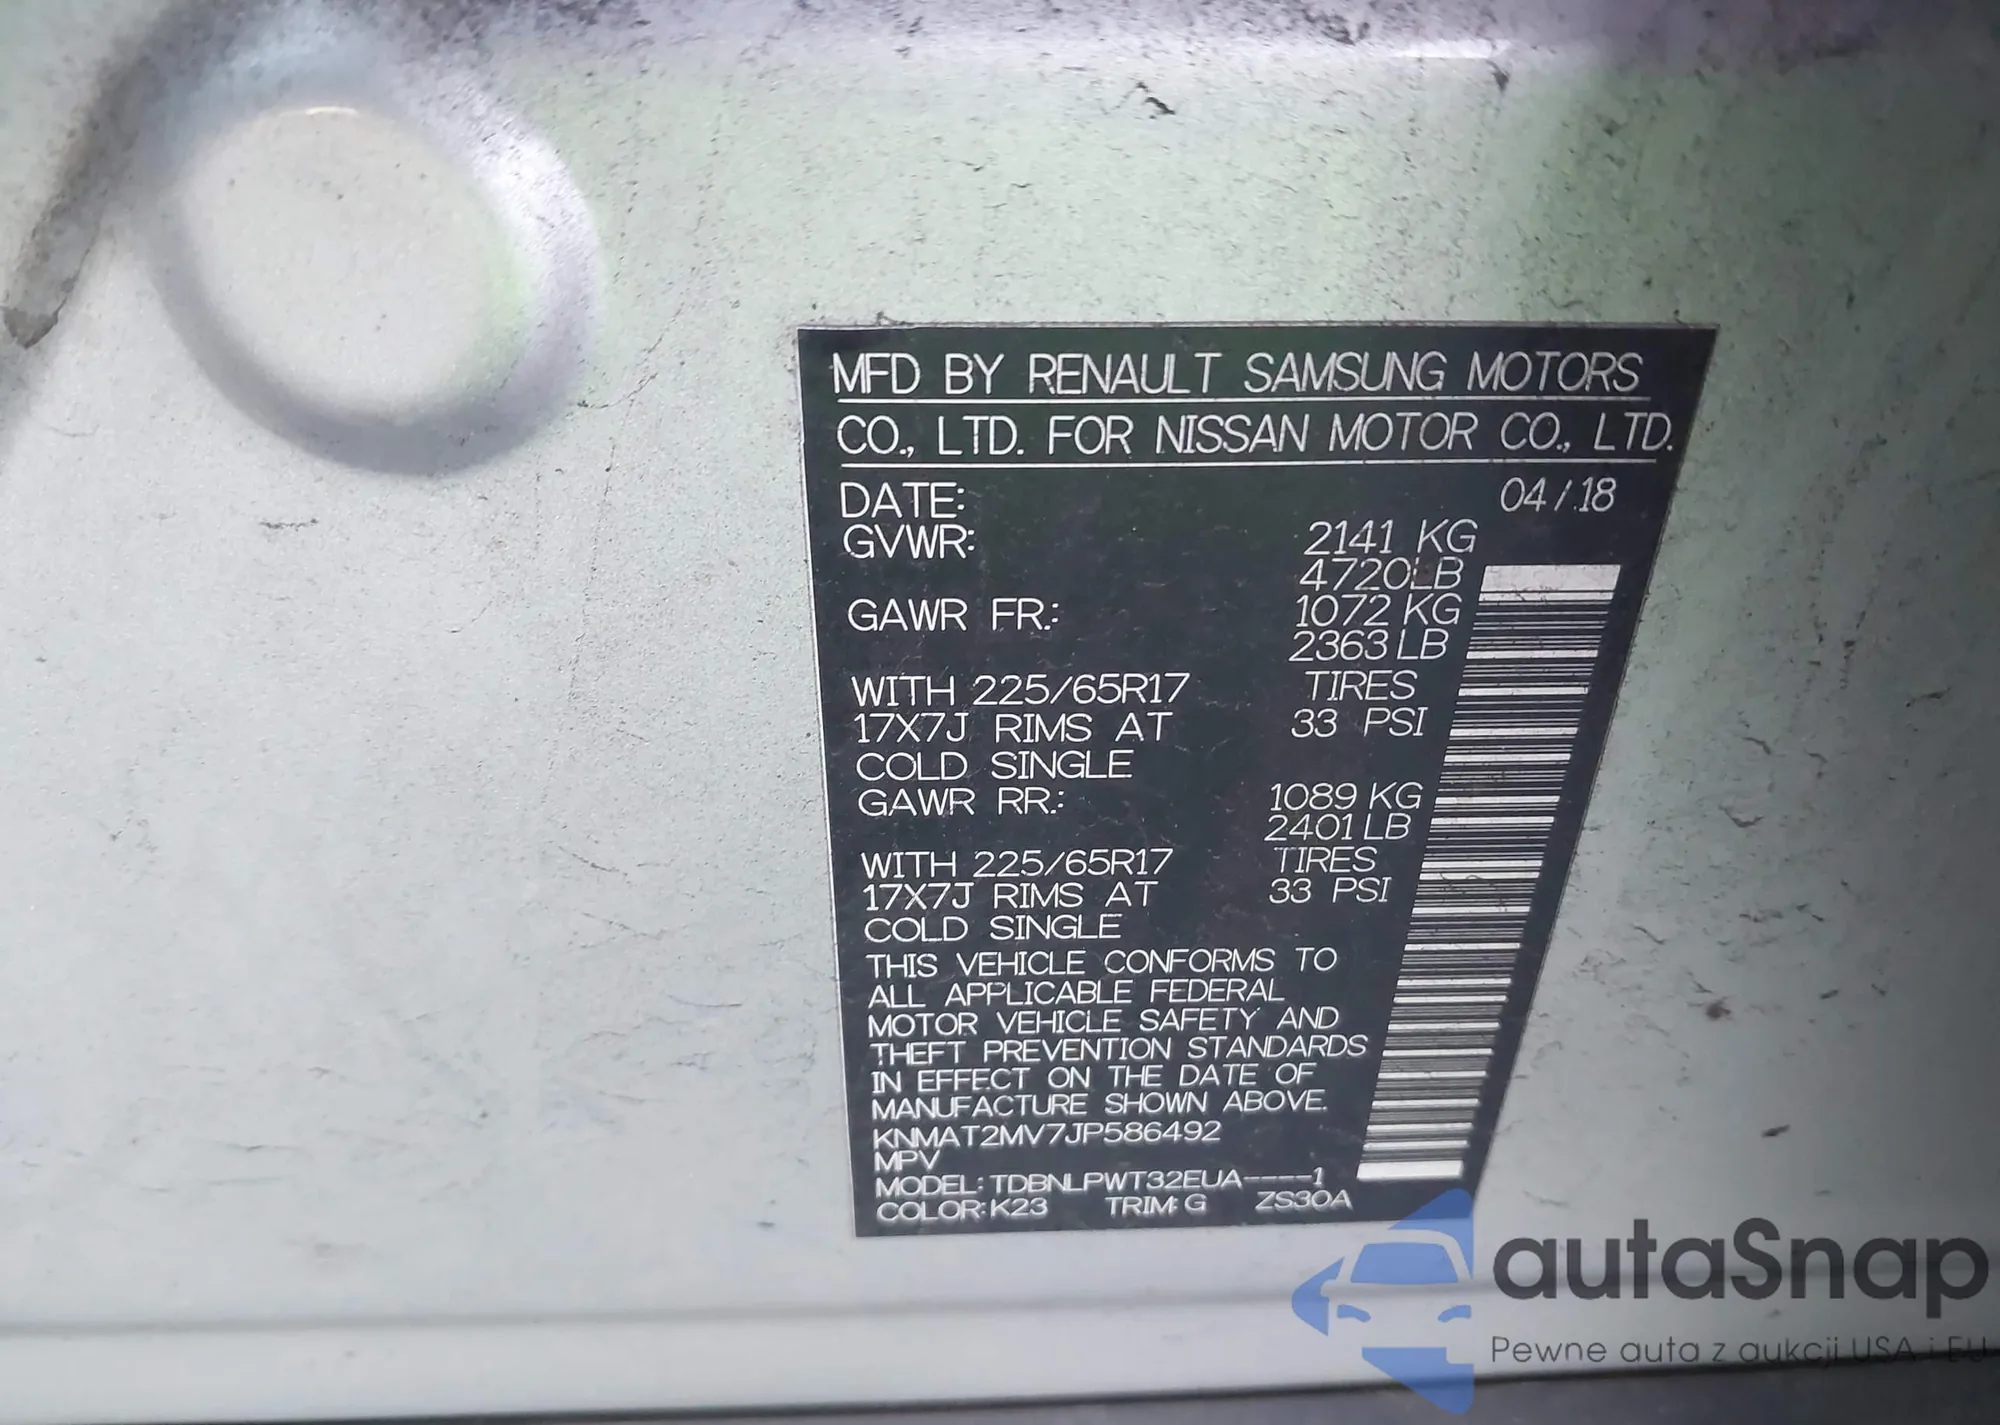 MFD BY RENAULT SAMSUNG MOTORS
CO., LTD. FOR NISSAN MOTOR CO., LTD.
DATE: 04/18
GVWR: 2141 KG
4720LB
GAWR FR.: 1072 KG
2363 LB
WITH 225/65R17 TIRES
17X7J RIMS AT 33 PSI
COLD SINGLE
GAWR RR.: 1089 KG
2401 LB
WITH 225/65R17 TIRES
17X7J RIMS AT 33 PSI
COLD SINGLE
THIS VEHICLE CONFORMS TO
ALL APPLICABLE FEDERAL
MOTOR VEHICLE SAFETY AND
THEFT PREVENTION STANDARDS
IN EFFECT ON THE DATE OF
MANUFACTURE SHOWN ABOVE.
KNMAT2MV7JP586492
MPV
MODEL: TDBNLPWT32EUA----1
COLOR: K23 TRIM: G ZS30A
autaSnap
Pewne auta z aukcji USA i EU